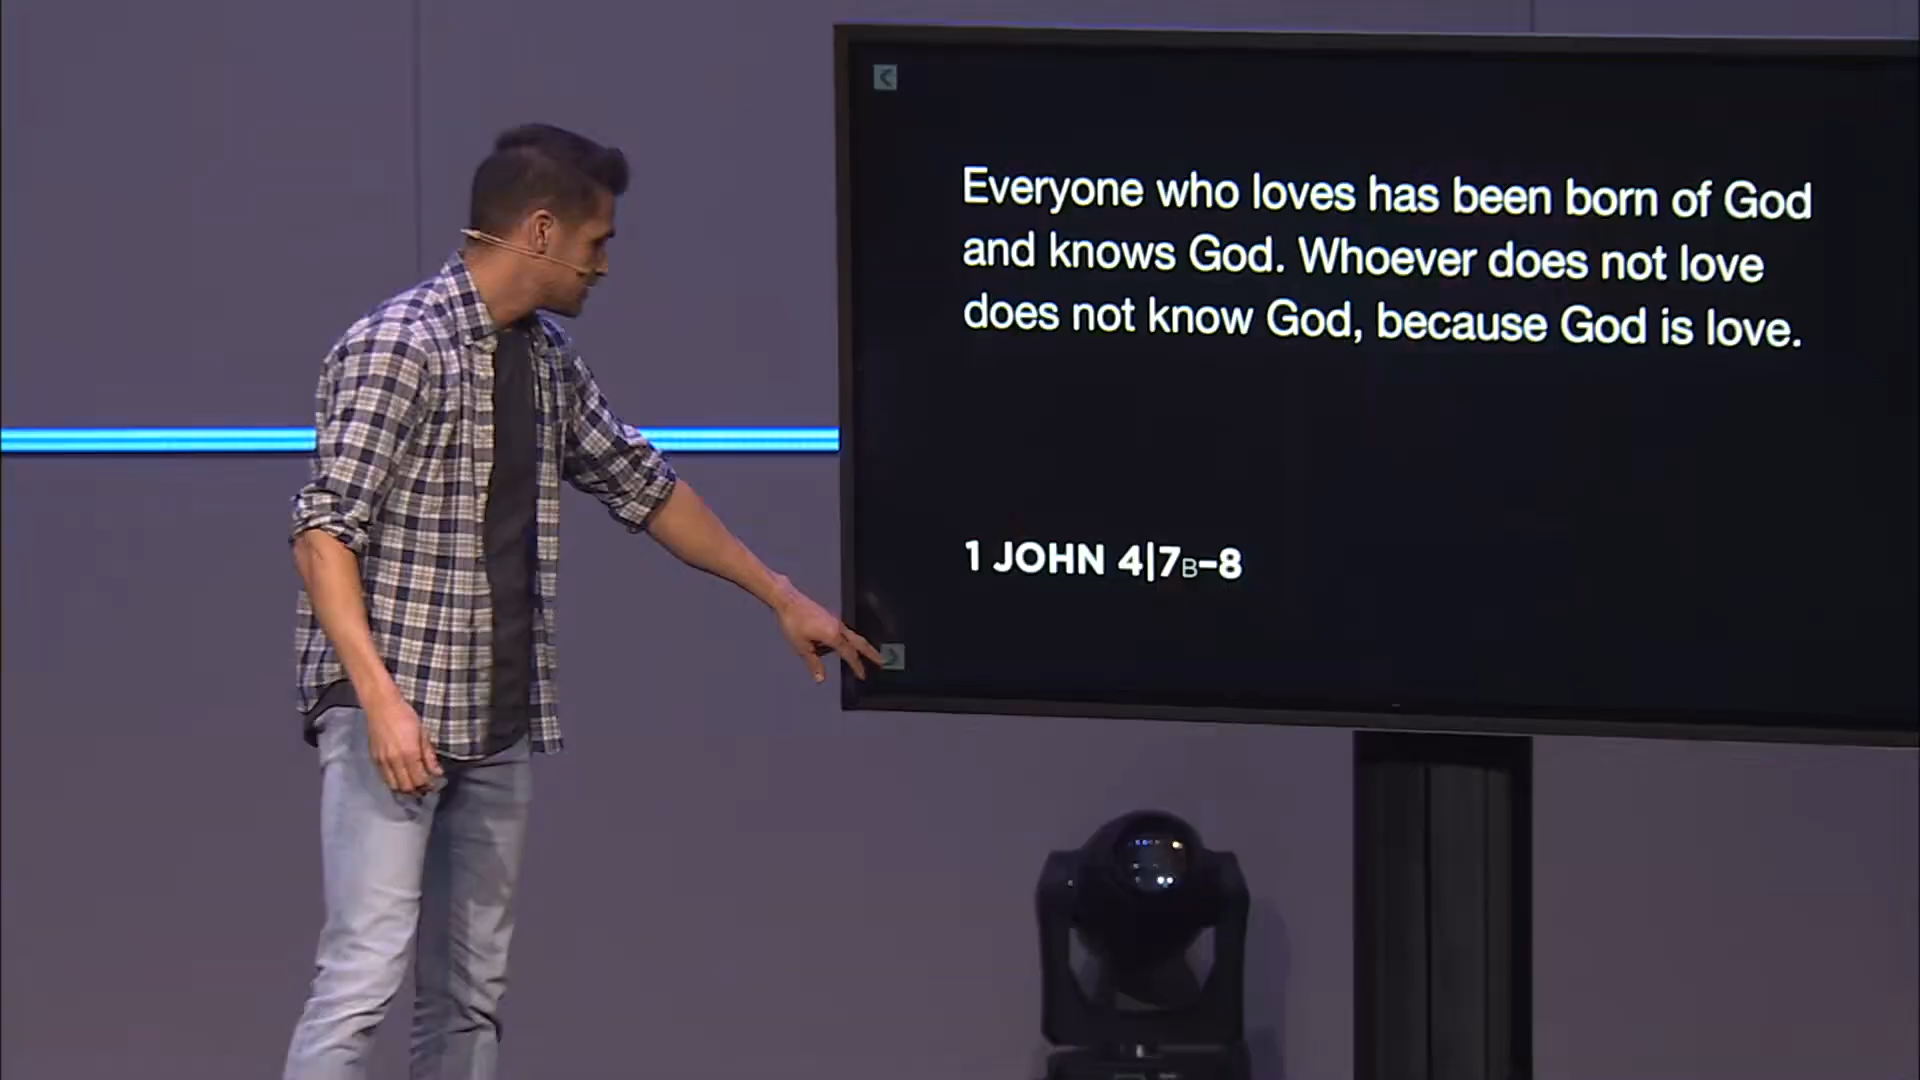 Everyone who loves has been born of God
and knows God. Whoever does not love
does not know God, because God is love.
1 JOHN 4|7B–8